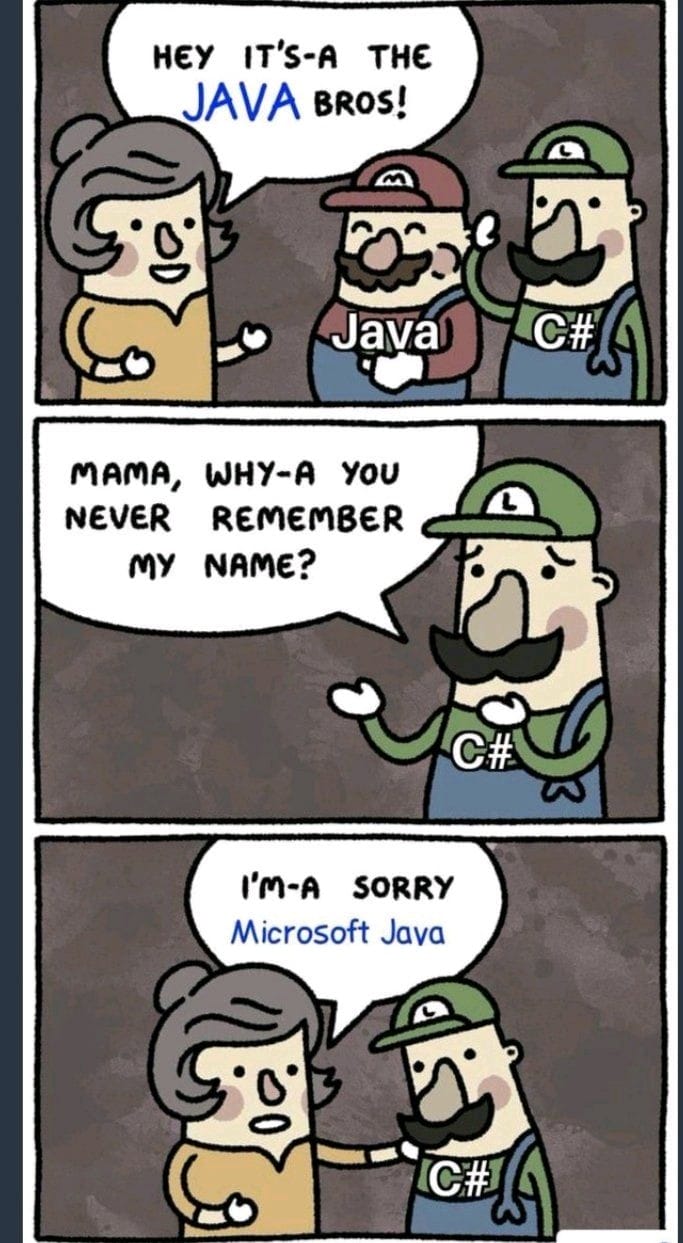 HEY IT'S-A THE
JAVA BROS!
M
L
Java
C#
MAMA, WHY-A YOU
NEVER REMEMBER
MY NAME?
L
C#
I'M-A SORRY
Microsoft Java
L
C#